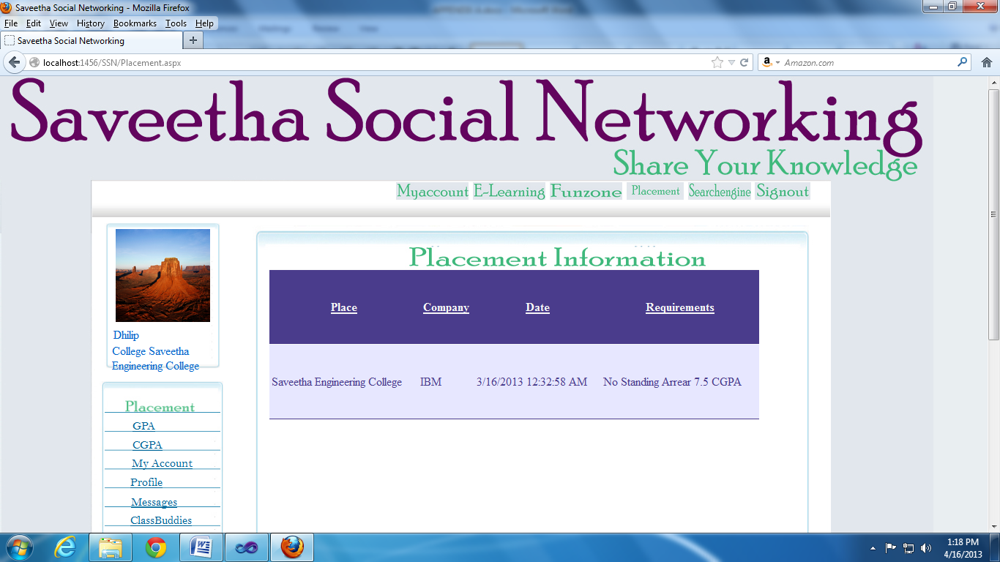 Saveetha Social Networking - Mozilla Firefox
File Edit View History Bookmarks Tools Help
Saveetha Social Networking
localhost:1456/SSN/Placement.aspx
Amazon.com
Saveetha Social Networking
Share Your Knowledge
Myaccount E-Learning Funzone Placement Searchengine Signout
Dhilip
College Saveetha
Engineering College
Placement
GPA
CGPA
My Account
Profile
Messages
ClassBuddies
Placement Information
Place Company Date Requirements
Saveetha Engineering College IBM 3/16/2013 12:32:58 AM No Standing Arrear 7.5 CGPA
1:18 PM
4/16/2013